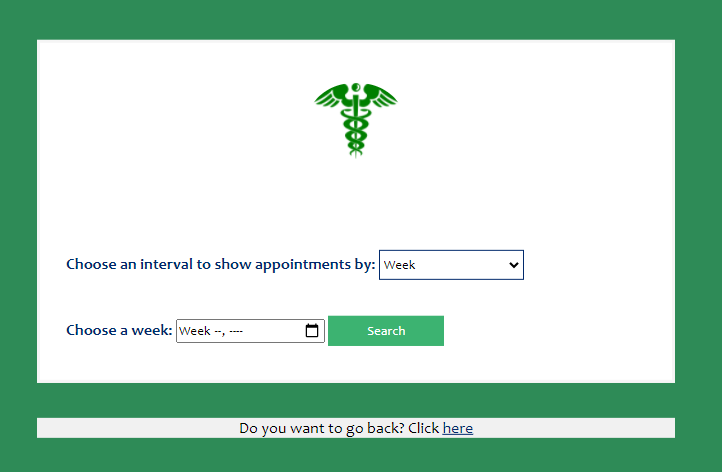 Choose an interval to show appointments by: Week
Choose a week: Week --, ---- Search
Do you want to go back? Click here